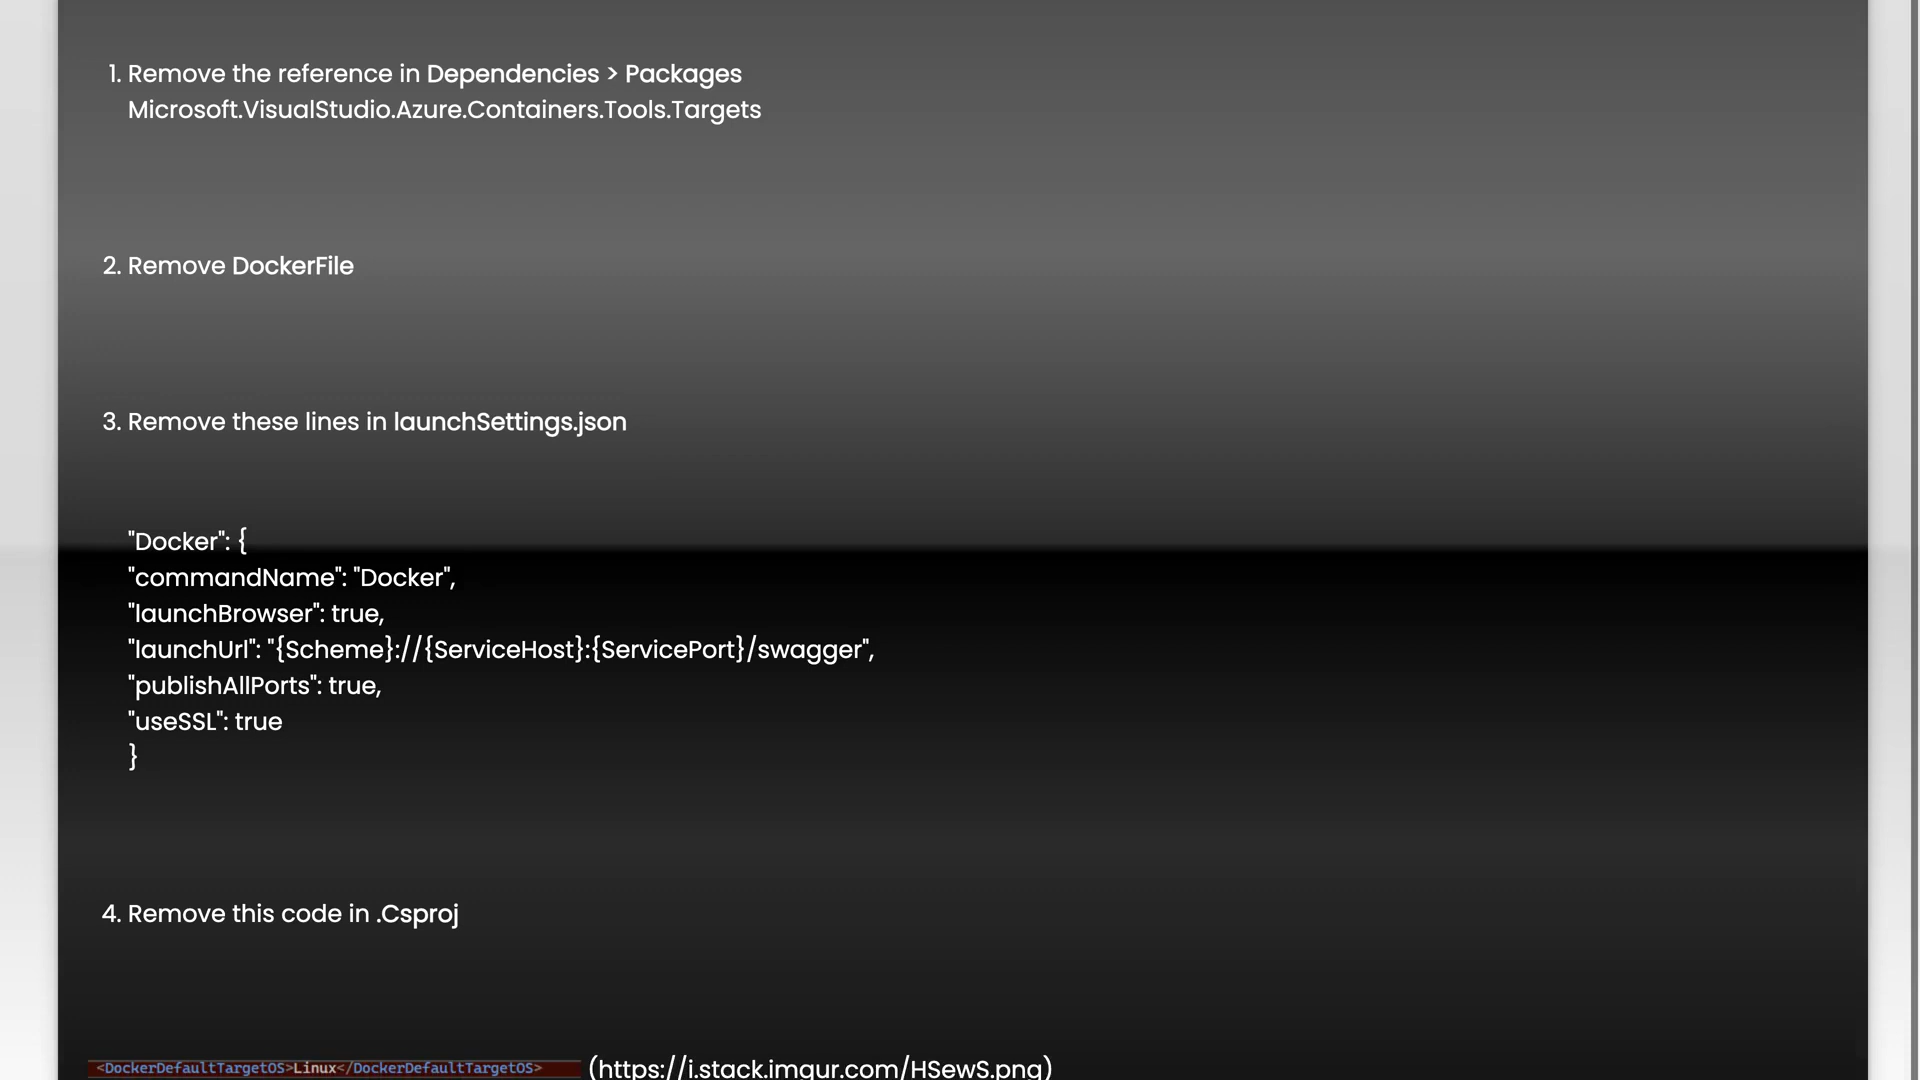 1. Remove the reference in Dependencies > Packages
Microsoft.VisualStudio.Azure.Containers.Tools.Targets
2. Remove DockerFile
3. Remove these lines in launchSettings.json
"Docker": {
"commandName": "Docker",
"launchBrowser": true,
"launchUrl": "{Scheme}://{ServiceHost}:{ServicePort}/swagger",
"publishAllPorts": true,
"useSSL": true
}
4. Remove this code in .Csproj
<DockerDefaultTargetOS>Linux</DockerDefaultTargetOS> (https://i.stack.imgur.com/HSewS.png)